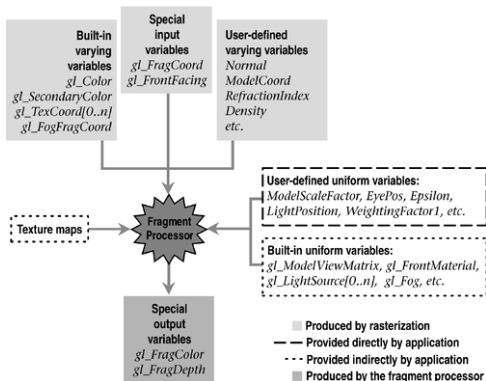 Built-in
varying
variables
gl_Color
gl_SecondaryColor
gl_TexCoord[0..n]
gl_FogFragCoord
Special
input
variables
gl_FragCoord
gl_FrontFacing
User-defined
varying variables
Normal
ModelCoord
RefractionIndex
Density
etc.
Texture maps
Fragment
Processor
User-defined uniform variables:
ModelScaleFactor, EyePos, Epsilon,
LightPosition, WeightingFactor1, etc.
Built-in uniform variables:
gl_ModelViewMatrix, gl_FrontMaterial,
gl_LightSource[0..n], gl_Fog, etc.
Special
output
variables
gl_FragColor
gl_FragDepth
Produced by rasterization
Provided directly by application
Provided indirectly by application
Produced by the fragment processor